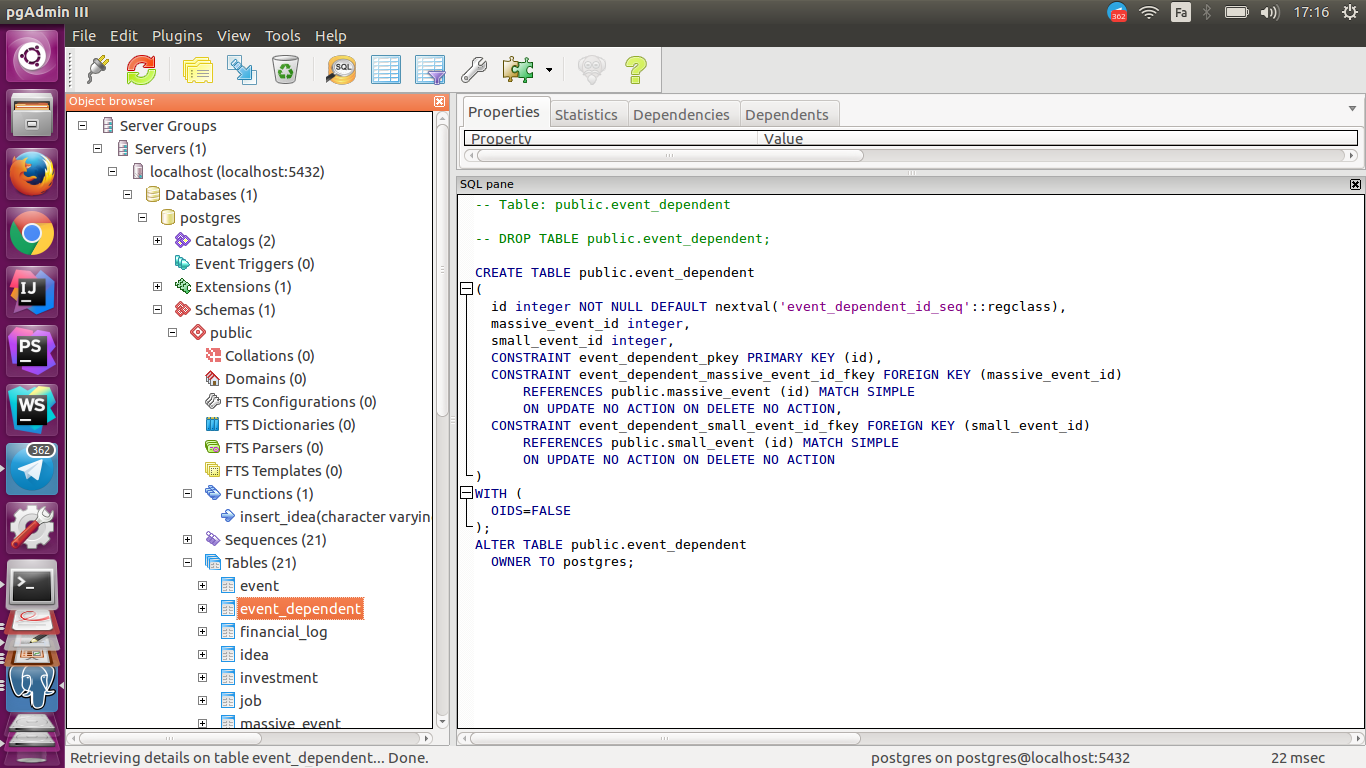 pgAdmin III
362
Fa
17:16
File Edit Plugins View Tools Help
SQL
Object browser
Server Groups
Servers (1)
localhost (localhost:5432)
Databases (1)
postgres
Catalogs (2)
Event Triggers (0)
Extensions (1)
Schemas (1)
public
Collations (0)
Domains (0)
FTS Configurations (0)
FTS Dictionaries (0)
FTS Parsers (0)
FTS Templates (0)
Functions (1)
insert_idea(character varyin
Sequences (21)
Tables (21)
event
event_dependent
financial_log
idea
investment
job
massive_event
IJ
PS
WS
362
Properties Statistics Dependencies Dependents
Property Value
SQL pane
-- Table: public.event_dependent
-- DROP TABLE public.event_dependent;
CREATE TABLE public.event_dependent
(
id integer NOT NULL DEFAULT nextval('event_dependent_id_seq'::regclass),
massive_event_id integer,
small_event_id integer,
CONSTRAINT event_dependent_pkey PRIMARY KEY (id),
CONSTRAINT event_dependent_massive_event_id_fkey FOREIGN KEY (massive_event_id)
REFERENCES public.massive_event (id) MATCH SIMPLE
ON UPDATE NO ACTION ON DELETE NO ACTION,
CONSTRAINT event_dependent_small_event_id_fkey FOREIGN KEY (small_event_id)
REFERENCES public.small_event (id) MATCH SIMPLE
ON UPDATE NO ACTION ON DELETE NO ACTION
)
WITH (
OIDS=FALSE
);
ALTER TABLE public.event_dependent
OWNER TO postgres;
Retrieving details on table event_dependent... Done.
postgres on postgres@localhost:5432
22 msec